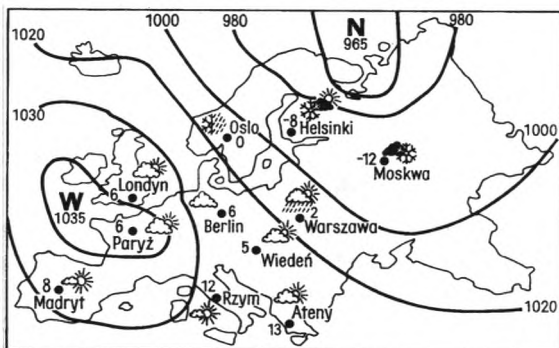 1020
1000
980
N
965
980
1030
1000
-8
Helsinki
Oslo
0
-12
Moskwa
W
1035
Londyn
6
6
Paryż
6
Berlin
2
Warszawa
5
Wiedeń
8
Madryt
12
Rzym
Ateny
13
1020